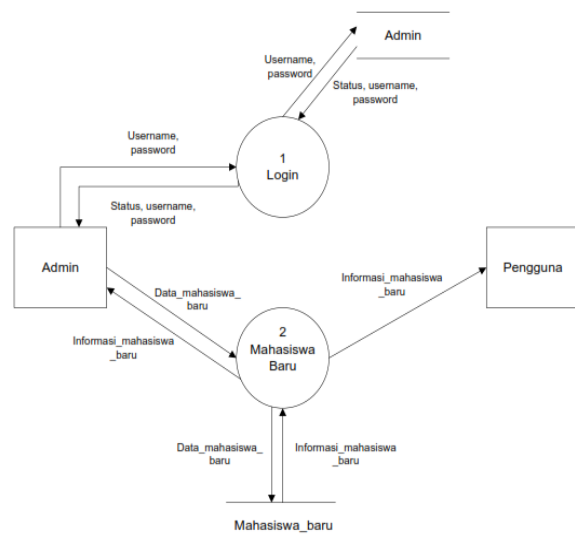 Admin
Username,
password
Status, username,
password
Username,
password
1
Login
Status, username,
password
Admin
Pengguna
Data_mahasiswa_
baru
Informasi_mahasiswa
_baru
Informasi_mahasiswa
_baru
2
Mahasiswa
Baru
Data_mahasiswa_
baru
Informasi_mahasiswa
_baru
Mahasiswa_baru